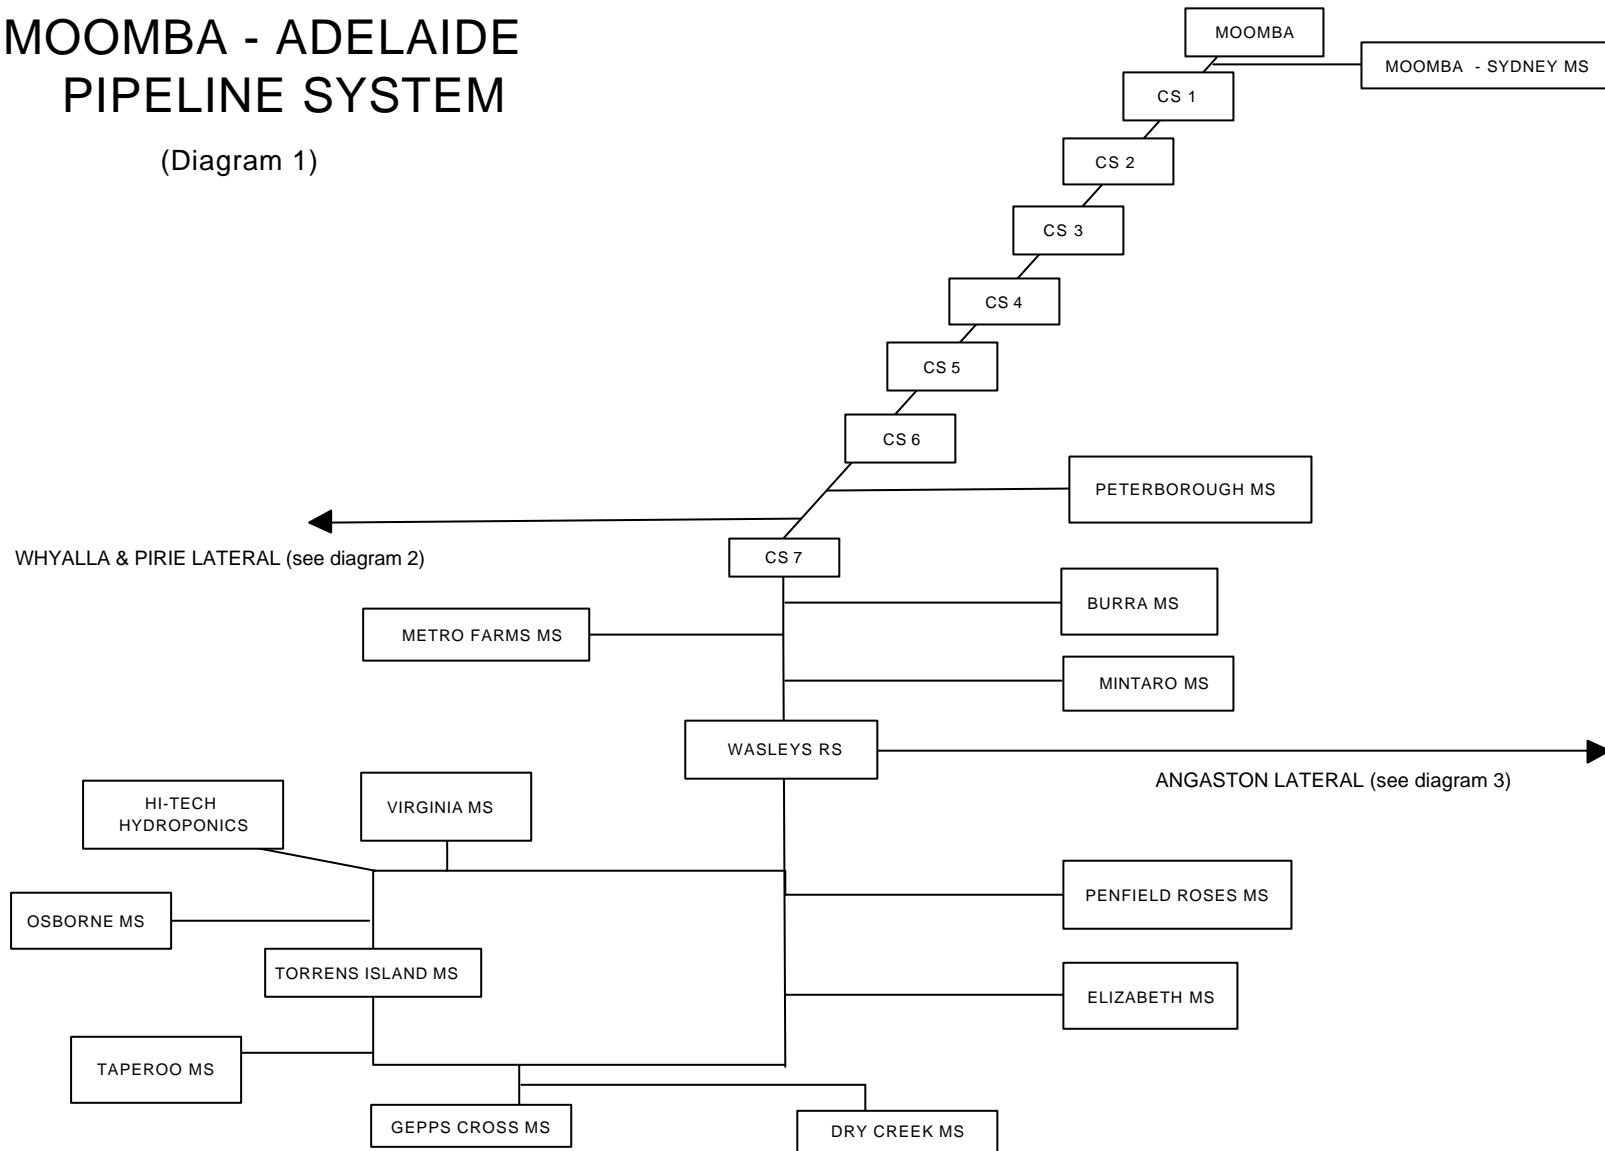 MOOMBA - ADELAIDE
PIPELINE SYSTEM
(Diagram 1)
MOOMBA
MOOMBA - SYDNEY MS
CS 1
CS 2
CS 3
CS 4
CS 5
CS 6
PETERBOROUGH MS
WHYALLA & PIRIE LATERAL (see diagram 2)
CS 7
BURRA MS
METRO FARMS MS
MINTARO MS
WASLEYS RS
ANGASTON LATERAL (see diagram 3)
HI-TECH
HYDROPONICS
VIRGINIA MS
PENFIELD ROSES MS
OSBORNE MS
TORRENS ISLAND MS
ELIZABETH MS
TAPEROO MS
GEPPS CROSS MS
DRY CREEK MS